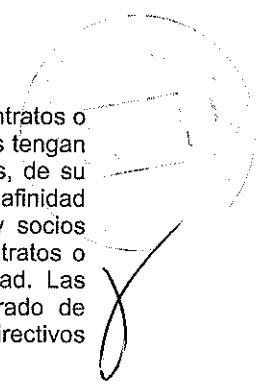 ntratos o
s tengan
s, de su
afinidad
y socios
tratos o
ad. Las
rado de
irectivos